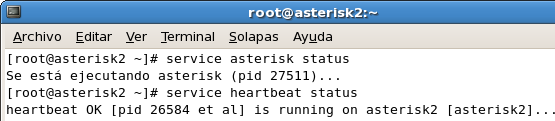 root@asterisk2:~
Archivo Editar Ver Terminal Solapas Ayuda
[root@asterisk2 ~]# service asterisk status
Se está ejecutando asterisk (pid 27511)...
[root@asterisk2 ~]# service heartbeat status
heartbeat OK [pid 26584 et al] is running on asterisk2 [asterisk2]...